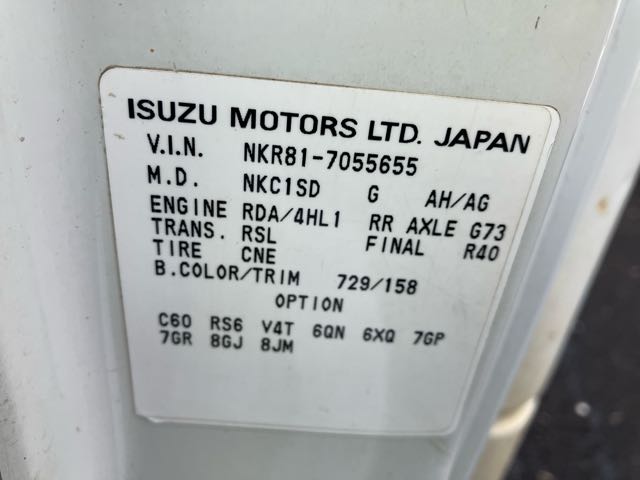 ISUZU MOTORS LTD. JAPAN
V.I.N. NKR81-7055655
M.D. NKC1SD G AH/AG
ENGINE RDA/4HL1 RR AXLE G73
TRANS. RSL FINAL R40
TIRE CNE
B.COLOR/TRIM 729/158
OPTION
C60 RS6 V4T 6QN 6XQ 7GP
7GR 8GJ 8JM